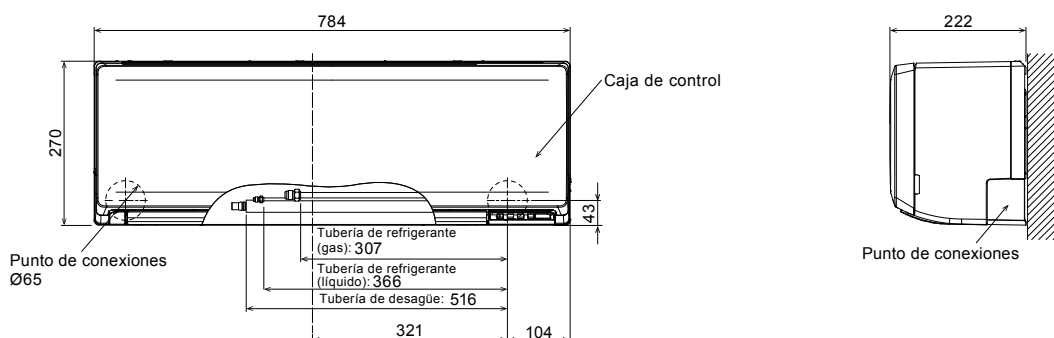 784
222
Caja de control
270
43
Punto de conexiones
Ø65
Tubería de refrigerante
(gas): 307
Tubería de refrigerante
(líquido): 366
Tubería de desagüe: 516
321
104
Punto de conexiones